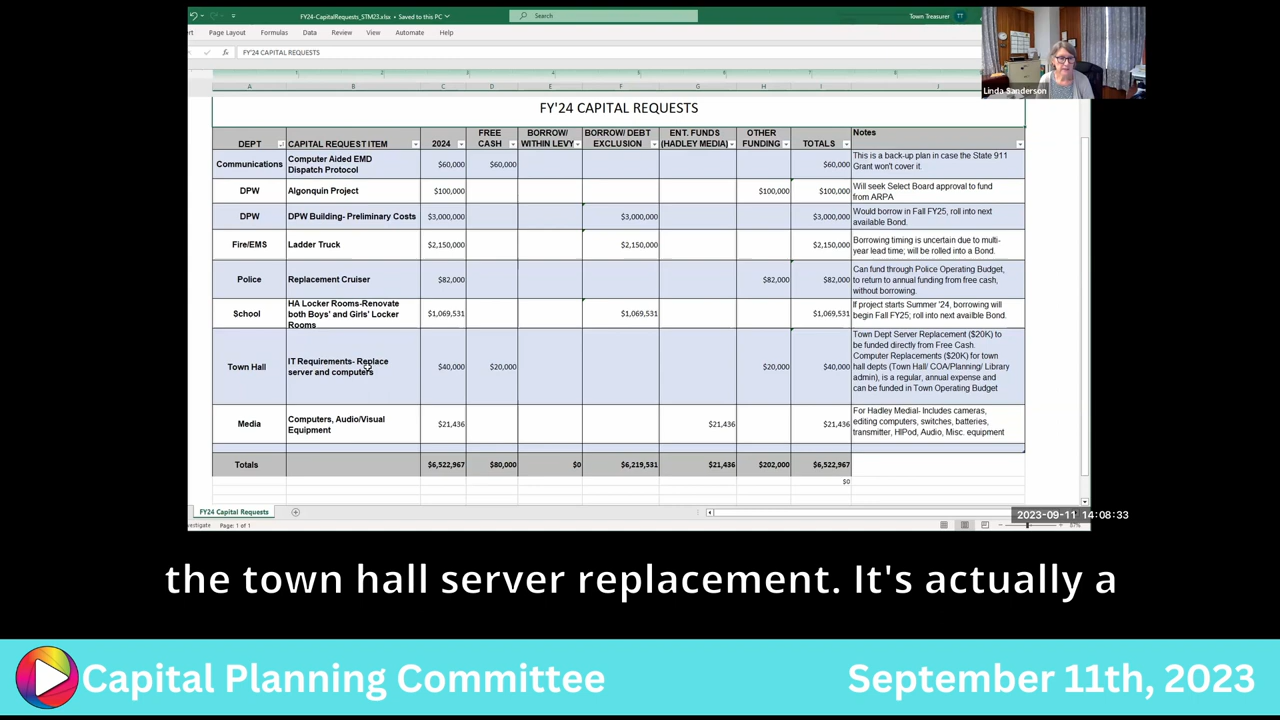 FY24-CapitalRequests_STM23.xlsx • Saved to this PC
Search
Town Treasurer
TT
Page Layout
Formulas
Data
Review
View
Automate
Help
fx
FY'24 CAPITAL REQUESTS
Linda Sanderson
A B C D E F G H I J
FY'24 CAPITAL REQUESTS
DEPT
CAPITAL REQUEST ITEM
2024
FREE
CASH
BORROW/
WITHIN LEVY
BORROW/ DEBT
EXCLUSION
ENT. FUNDS
(HADLEY MEDIA)
OTHER
FUNDING
TOTALS
Notes
Communications
Computer Aided EMD
Dispatch Protocol
$60,000
$60,000
$60,000
This is a back-up plan in case the State 911
Grant won't cover it.
DPW
Algonquin Project
$100,000
$100,000
$100,000
Will seek Select Board approval to fund
from ARPA
DPW
DPW Building- Preliminary Costs
$3,000,000
$3,000,000
$3,000,000
Would borrow in Fall FY25, roll into next
available Bond.
Fire/EMS
Ladder Truck
$2,150,000
$2,150,000
$2,150,000
Borrowing timing is uncertain due to multi-
year lead time; will be rolled into a Bond.
Police
Replacement Cruiser
$82,000
$82,000
$82,000
Can fund through Police Operating Budget,
to return to annual funding from free cash,
without borrowing.
School
HA Locker Rooms-Renovate
both Boys' and Girls' Locker
Rooms
$1,069,531
$1,069,531
$1,069,531
If project starts Summer '24, borrowing will
begin Fall FY25; roll into next availble Bond.
Town Hall
IT Requirements- Replace
server and computers
$40,000
$20,000
$20,000
$40,000
Town Dept Server Replacement ($20K) to
be funded directly from Free Cash.
Computer Replacements ($20K) for town
hall depts (Town Hall/ COA/Planning/ Library
admin), is a regular, annual expense and
can be funded in Town Operating Budget
Media
Computers, Audio/Visual
Equipment
$21,436
$21,436
$21,436
For Hadley Medial- Includes cameras,
editing computers, switches, batteries,
transmitter, HIPod, Audio, Misc. equipment
Totals
$6,522,967
$80,000
$0
$6,219,531
$21,436
$202,000
$6,522,967
$0
FY24 Capital Requests
Page: 1 of 1
2023-09-11 14:08:33
the town hall server replacement. It's actually a
Capital Planning Committee
September 11th, 2023